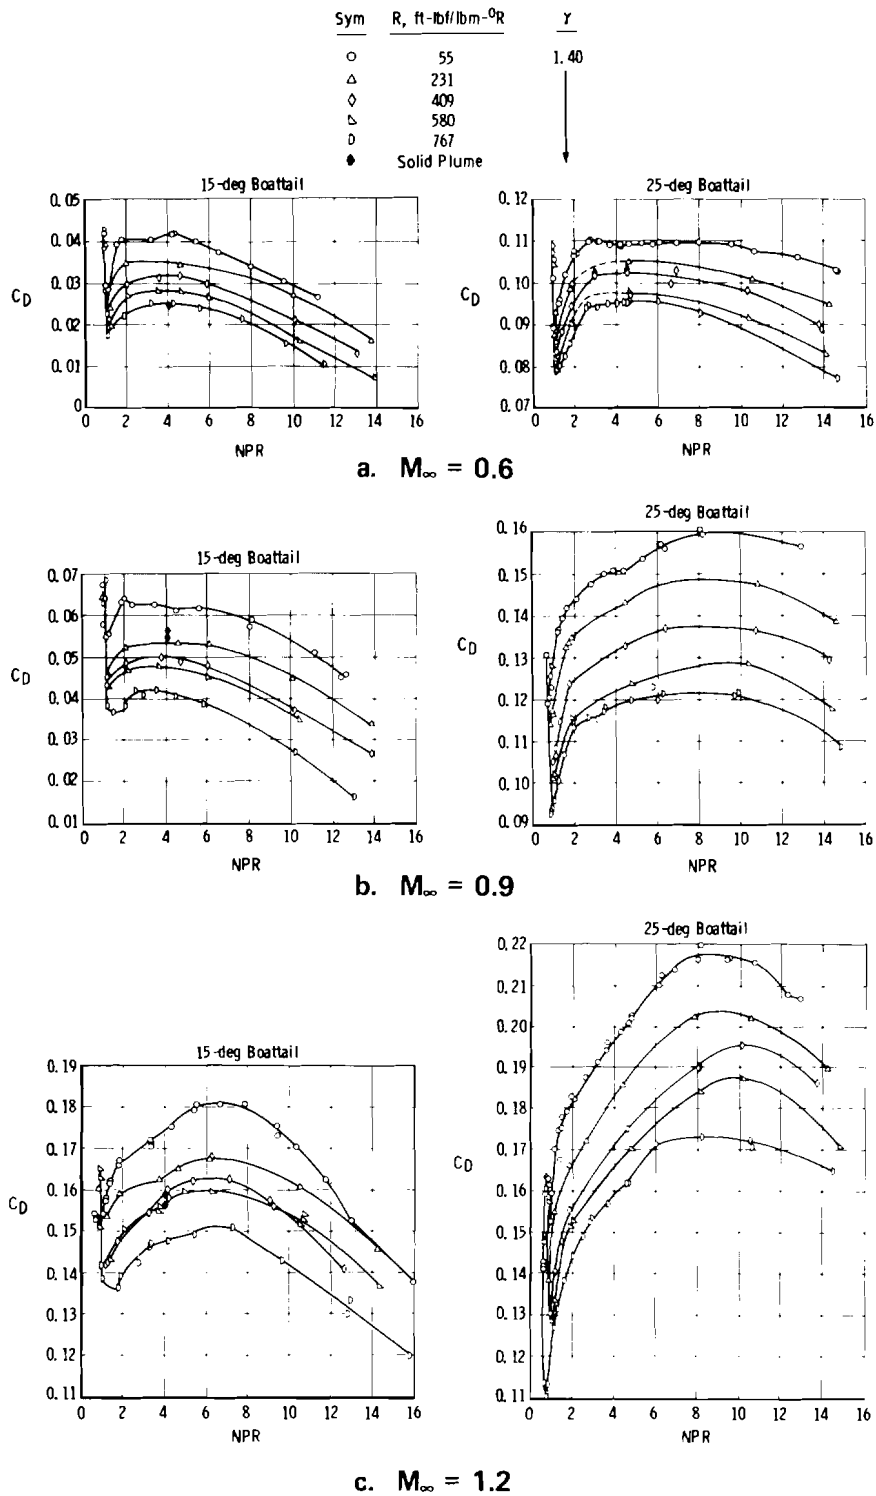 Sym R, ft-lbf/lbm-⁰R γ
55 1.40
231
409
580
767
Solid Plume
15-deg Boattail 25-deg Boattail
0.05 0.12
0.04 0.11
0.03 0.10
C_D C_D
0.02 0.09
0.01 0.08
0 0.07
0 2 4 6 8 10 12 14 16 0 2 4 6 8 10 12 14 16
NPR NPR
a. M∞ = 0.6
25-deg Boattail
15-deg Boattail
0.16
0.07 0.15
0.06 0.14
0.05 0.13
C_D C_D
0.04 0.12
0.03 0.11
0.02 0.10
0.01 0.09
0 2 4 6 8 10 12 14 16 0 2 4 6 8 10 12 14 16
NPR NPR
b. M∞ = 0.9
25-deg Boattail
0.22
0.21
0.20
15-deg Boattail
0.19 0.19
0.18 0.18
0.17 0.17
C_D
0.16 0.16
C_D
0.15 0.15
0.14 0.14
0.13 0.13
0.12 0.12
0.11 0.11
0 2 4 6 8 10 12 14 16 0 2 4 6 8 10 12 14 16
NPR NPR
c. M∞ = 1.2